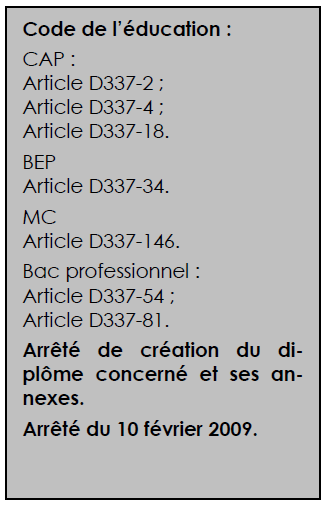 Code de l'éducation :
CAP :
Article D337-2 ;
Article D337-4 ;
Article D337-18.
BEP
Article D337-34.
MC
Article D337-146.
Bac professionnel :
Article D337-54 ;
Article D337-81.
Arrêté de création du di-
plôme concerné et ses an-
nexes.
Arrêté du 10 février 2009.